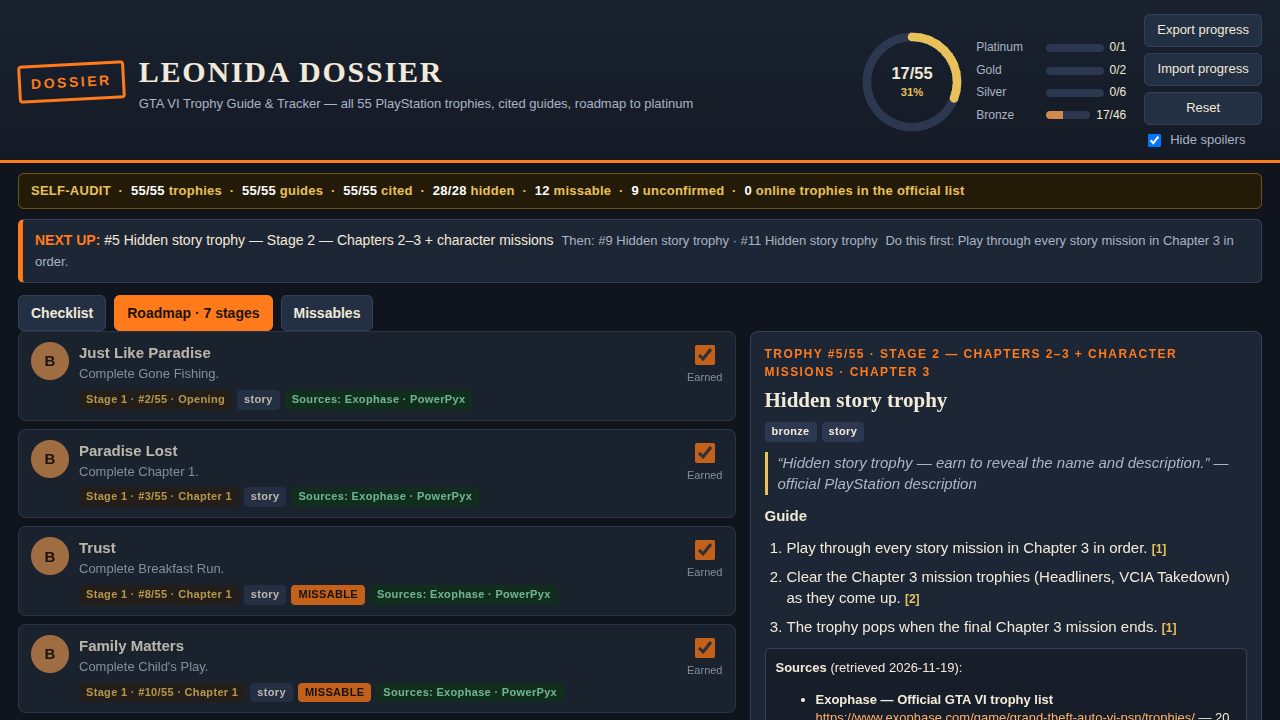 DOSSIER
LEONIDA DOSSIER
GTA VI Trophy Guide & Tracker — all 55 PlayStation trophies, cited guides, roadmap to platinum
17/55
31%
Platinum 0/1
Gold 0/2
Silver 0/6
Bronze 17/46
Export progress
Import progress
Reset
Hide spoilers
SELF-AUDIT · 55/55 trophies · 55/55 guides · 55/55 cited · 28/28 hidden · 12 missable · 9 unconfirmed · 0 online trophies in the official list
NEXT UP: #5 Hidden story trophy — Stage 2 — Chapters 2–3 + character missions Then: #9 Hidden story trophy · #11 Hidden story trophy Do this first: Play through every story mission in Chapter 3 in
order.
Checklist
Roadmap · 7 stages
Missables
B
Just Like Paradise
Complete Gone Fishing.
Stage 1 · #2/55 · Opening story Sources: Exophase · PowerPyx
Earned
B
Paradise Lost
Complete Chapter 1.
Stage 1 · #3/55 · Chapter 1 story Sources: Exophase · PowerPyx
Earned
B
Trust
Complete Breakfast Run.
Stage 1 · #8/55 · Chapter 1 story MISSABLE Sources: Exophase · PowerPyx
Earned
B
Family Matters
Complete Child's Play.
Stage 1 · #10/55 · Chapter 1 story MISSABLE Sources: Exophase · PowerPyx
Earned
TROPHY #5/55 · STAGE 2 — CHAPTERS 2–3 + CHARACTER
MISSIONS · CHAPTER 3
Hidden story trophy
bronze story
“Hidden story trophy — earn to reveal the name and description.” —
official PlayStation description
Guide
1. Play through every story mission in Chapter 3 in order. [1]
2. Clear the Chapter 3 mission trophies (Headliners, VCIA Takedown)
as they come up. [2]
3. The trophy pops when the final Chapter 3 mission ends. [1]
Sources (retrieved 2026-11-19):
• Exophase — Official GTA VI trophy list
https://www.exophase.com/game/grand-theft-auto-vi-psn/trophies/ — 20